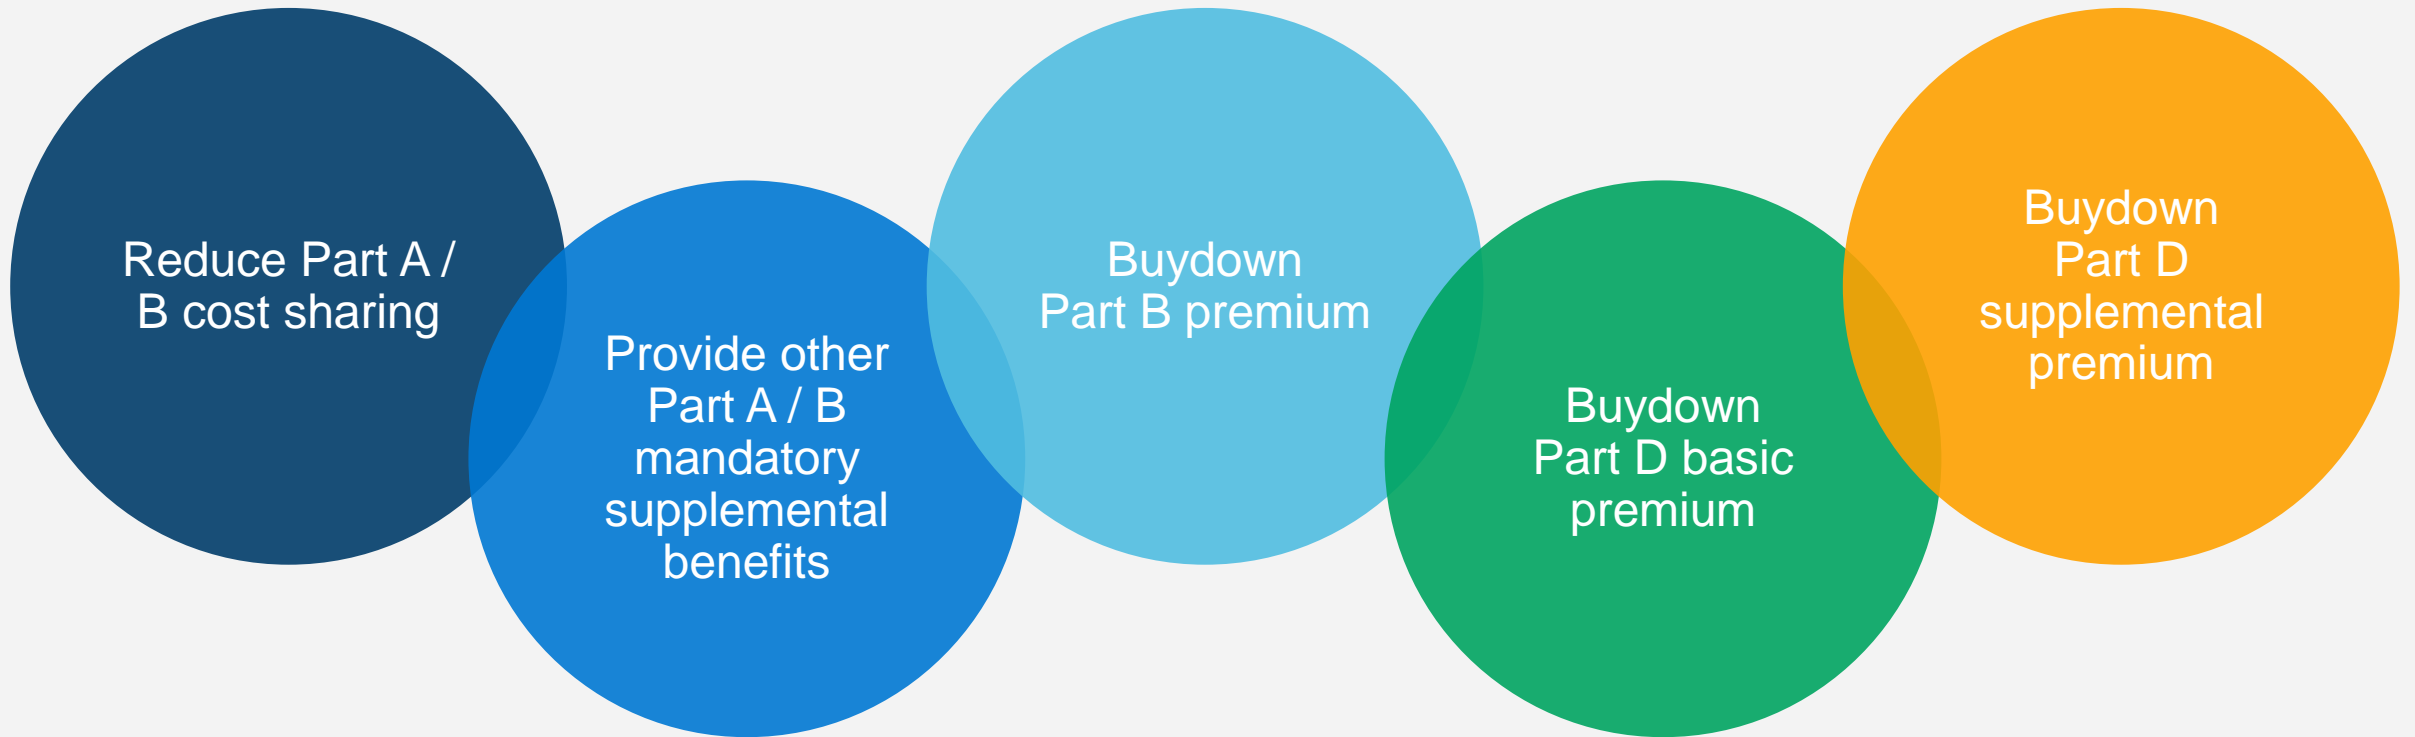 Reduce Part A /
B cost sharing
Provide other
Part A / B
mandatory
supplemental
benefits
Buydown
Part B premium
Buydown
Part D basic
premium
Buydown
Part D
supplemental
premium